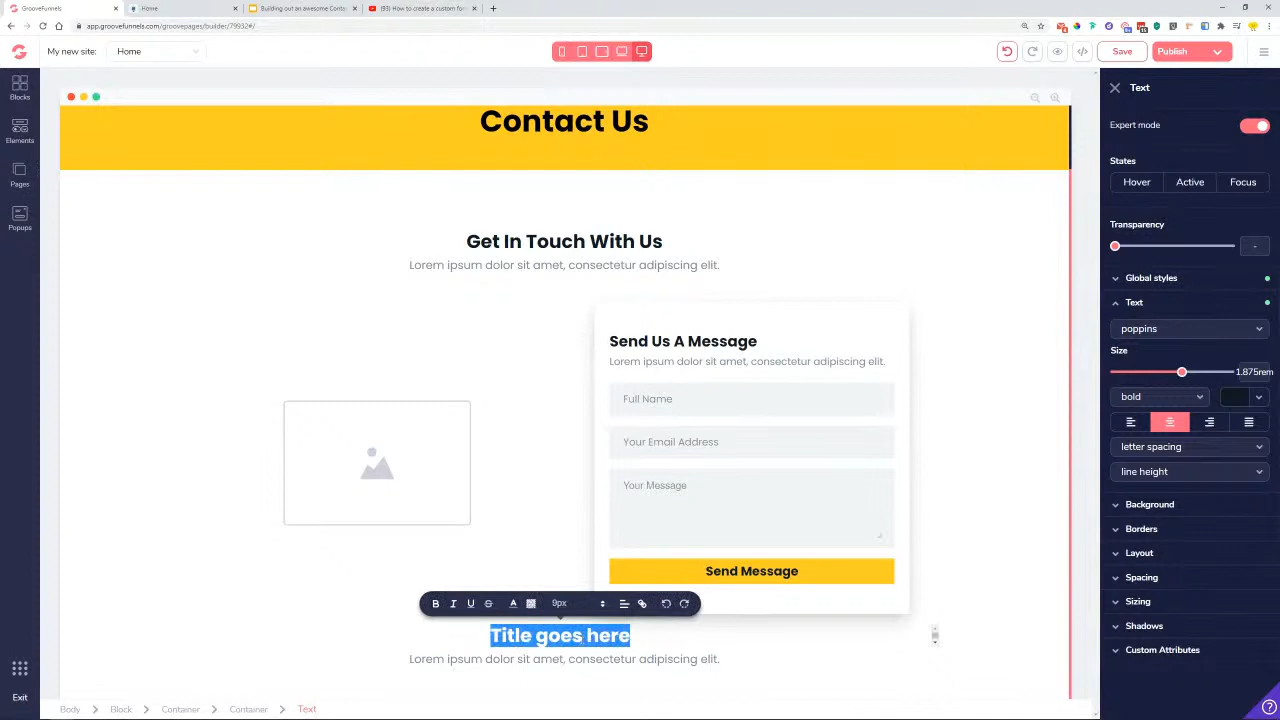 GrooveFunnels
Home
Building out an awesome Conta
(93) How to create a custom for
app.groovefunnels.com/groovepages/builder/79932#/
My new site:
Home
Save
Publish
Blocks
Elements
Pages
Popups
Exit
Contact Us
Get In Touch With Us
Lorem ipsum dolor sit amet, consectetur adipiscing elit.
Send Us A Message
Lorem ipsum dolor sit amet, consectetur adipiscing elit.
Full Name
Your Email Address
Your Message
Send Message
9px
Title goes here
Lorem ipsum dolor sit amet, consectetur adipiscing elit.
Body
Block
Container
Container
Text
Text
Expert mode
States
Hover
Active
Focus
Transparency
-
Global styles
Text
poppins
Size
1.875rem
bold
letter spacing
line height
Background
Borders
Layout
Spacing
Sizing
Shadows
Custom Attributes